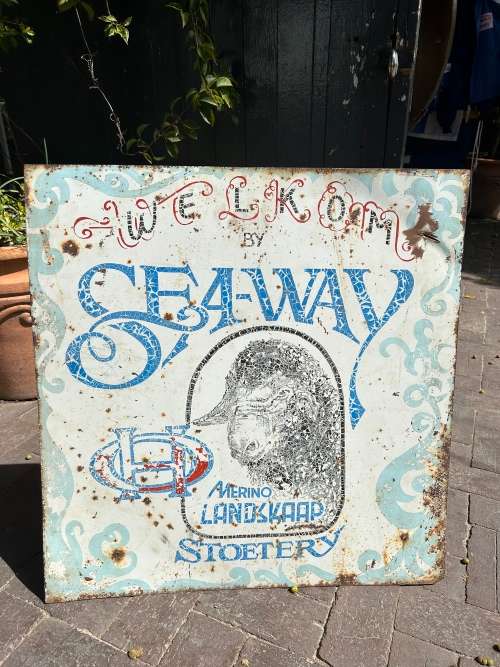 WELKOM
BY
SEA-WAY
MERINO
LANDSKAAP
STOETERY